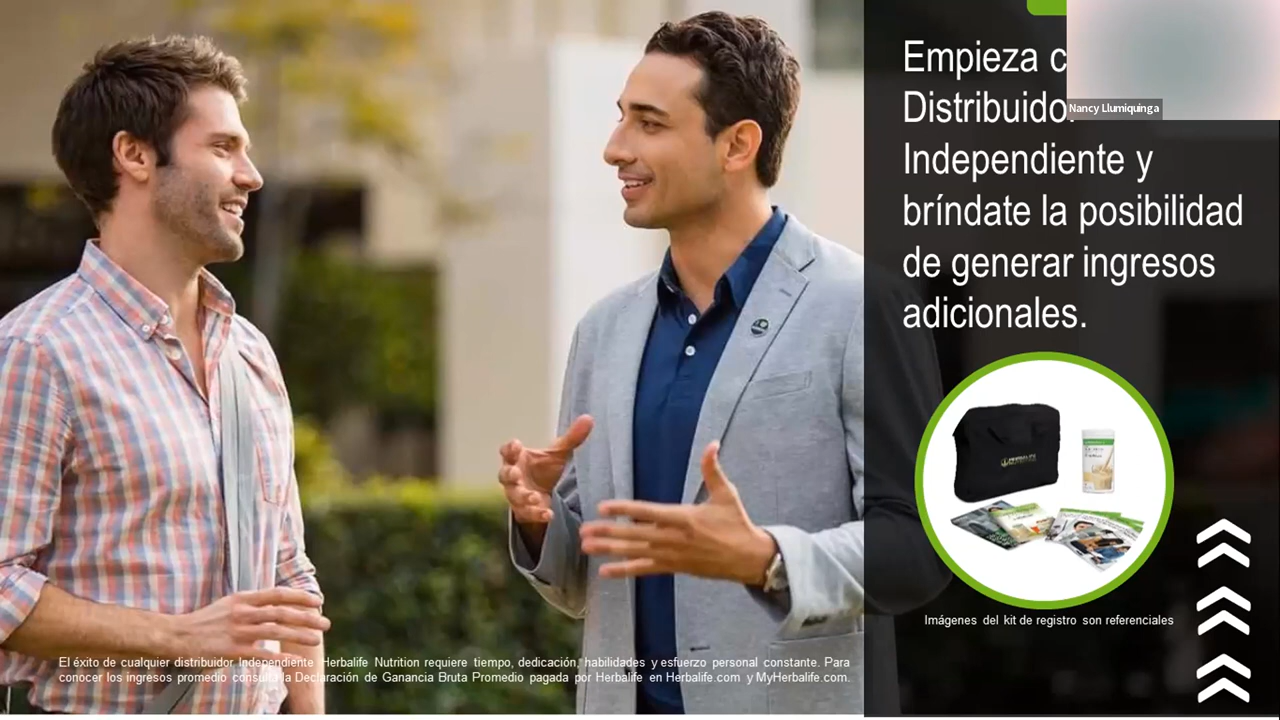 Empieza c
Nancy Llumiquinga
Distribuido
Independiente y
bríndate la posibilidad
de generar ingresos
adicionales.
HERBALIFE
Imágenes del kit de registro son referenciales
El éxito de cualquier distribuidor Independiente Herbalife Nutrition requiere tiempo, dedicación, habilidades y esfuerzo personal constante. Para
conocer los ingresos promedio consulta la Declaración de Ganancia Bruta Promedio pagada por Herbalife en Herbalife.com y MyHerbalife.com.